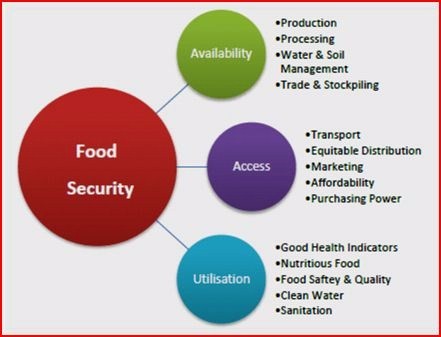 Food
Security
Availability
•Production
•Processing
•Water & Soil
Management
•Trade & Stockpiling
Access
•Transport
•Equitable Distribution
•Marketing
•Affordability
•Purchasing Power
Utilisation
•Good Health Indicators
•Nutritious Food
•Food Saftey & Quality
•Clean Water
•Sanitation